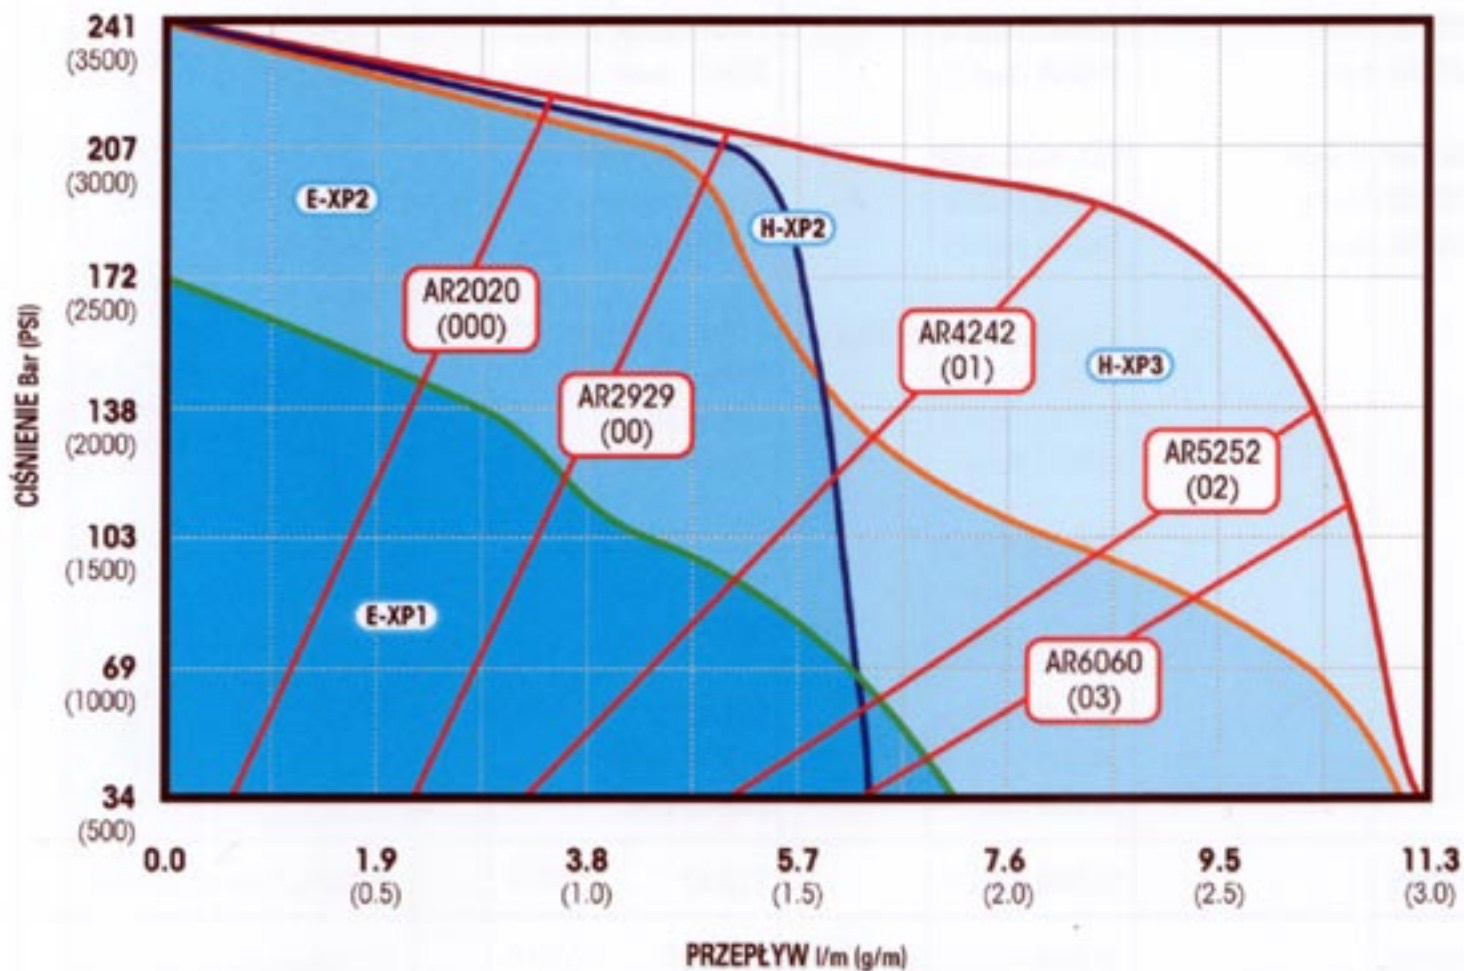 241
(3500)
207
(3000)
E-XP2
H-XP2
172
(2500)
AR2020
(000)
AR4242
(01)
H-XP3
AR2929
(00)
138
(2000)
AR5252
(02)
103
(1500)
E-XP1
69
(1000)
AR6060
(03)
34
(500)
CIŚNIENIE Bar (PSI)
0.0 1.9 3.8 5.7 7.6 9.5 11.3
(0.5) (1.0) (1.5) (2.0) (2.5) (3.0)
PRZEPŁYW l/m (g/m)